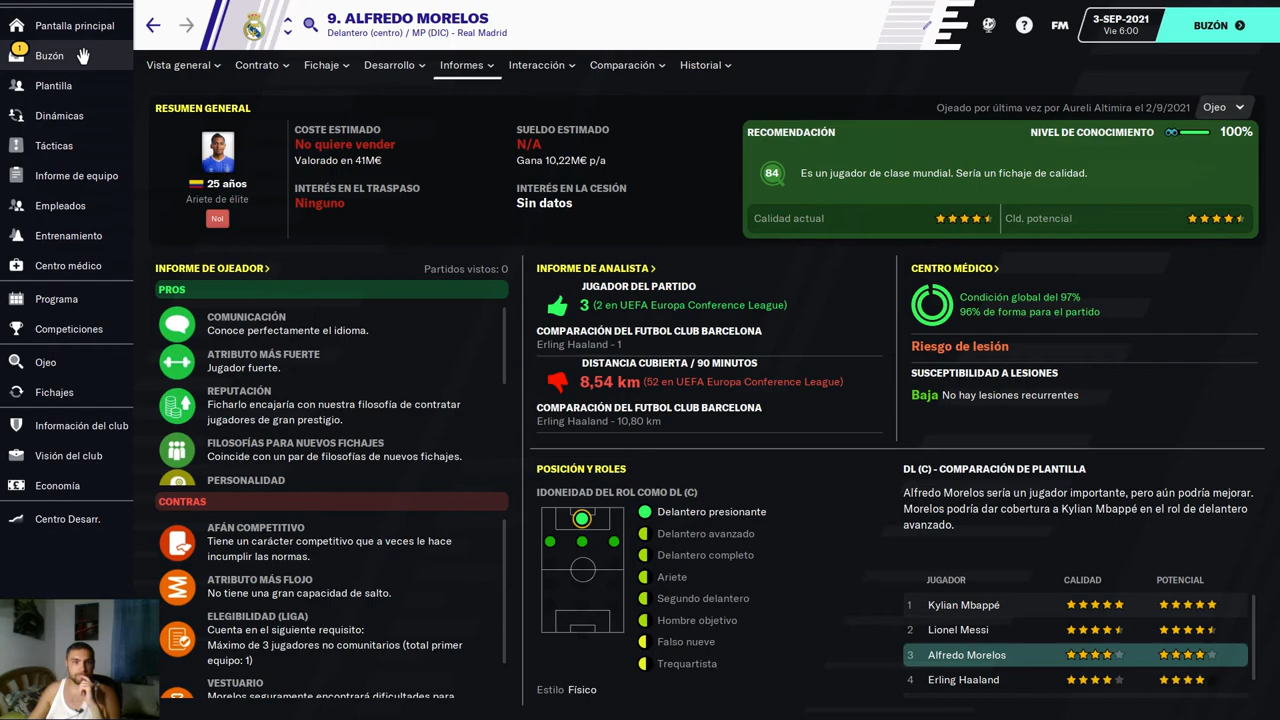 Pantalla principal
1
Buzón
Plantilla
Dinámicas
Tácticas
Informe de equipo
Empleados
Entrenamiento
Centro médico
Programa
Competiciones
Ojeo
Fichajes
Información del club
Visión del club
Economía
Centro Desarr.
9. ALFREDO MORELOS
Delantero (centro) / MP (DIC) - Real Madrid
?
FM
3-SEP-2021
Vie 6:00
BUZÓN
Vista general
Contrato
Fichaje
Desarrollo
Informes
Interacción
Comparación
Historial
RESUMEN GENERAL
Ojeado por última vez por Aureli Altimira el 2/9/2021
Ojeo
25 años
Ariete de élite
Nol
COSTE ESTIMADO
No quiere vender
Valorado en 41M€
INTERÉS EN EL TRASPASO
Ninguno
SUELDO ESTIMADO
N/A
Gana 10,22M€ p/a
INTERÉS EN LA CESIÓN
Sin datos
RECOMENDACIÓN
NIVEL DE CONOCIMIENTO
100%
84
Es un jugador de clase mundial. Sería un fichaje de calidad.
Calidad actual
Cld. potencial
INFORME DE OJEADOR
Partidos vistos: 0
PROS
COMUNICACIÓN
Conoce perfectamente el idioma.
ATRIBUTO MÁS FUERTE
Jugador fuerte.
REPUTACIÓN
Ficharlo encajaría con nuestra filosofía de contratar
jugadores de gran prestigio.
FILOSOFÍAS PARA NUEVOS FICHAJES
Coincide con un par de filosofías de nuevos fichajes.
PERSONALIDAD
CONTRAS
AFÁN COMPETITIVO
Tiene un carácter competitivo que a veces le hace
incumplir las normas.
ATRIBUTO MÁS FLOJO
No tiene una gran capacidad de salto.
ELEGIBILIDAD (LIGA)
Cuenta en el siguiente requisito:
Máximo de 3 jugadores no comunitarios (total primer
equipo: 1)
VESTUARIO
Morelos seguramente encontrará dificultades para
INFORME DE ANALISTA
JUGADOR DEL PARTIDO
3 (2 en UEFA Europa Conference League)
COMPARACIÓN DEL FUTBOL CLUB BARCELONA
Erling Haaland - 1
DISTANCIA CUBIERTA / 90 MINUTOS
8,54 km (52 en UEFA Europa Conference League)
COMPARACIÓN DEL FUTBOL CLUB BARCELONA
Erling Haaland - 10,80 km
CENTRO MÉDICO
Condición global del 97%
96% de forma para el partido
Riesgo de lesión
SUSCEPTIBILIDAD A LESIONES
Baja No hay lesiones recurrentes
POSICIÓN Y ROLES
IDONEIDAD DEL ROL COMO DL (C)
Delantero presionante
Delantero avanzado
Delantero completo
Ariete
Segundo delantero
Hombre objetivo
Falso nueve
Trequartista
Estilo Físico
DL (C) - COMPARACIÓN DE PLANTILLA
Alfredo Morelos sería un jugador importante, pero aún podría mejorar.
Morelos podría dar cobertura a Kylian Mbappé en el rol de delantero
avanzado.
JUGADOR
CALIDAD
POTENCIAL
1 Kylian Mbappé
2 Lionel Messi
3 Alfredo Morelos
4 Erling Haaland